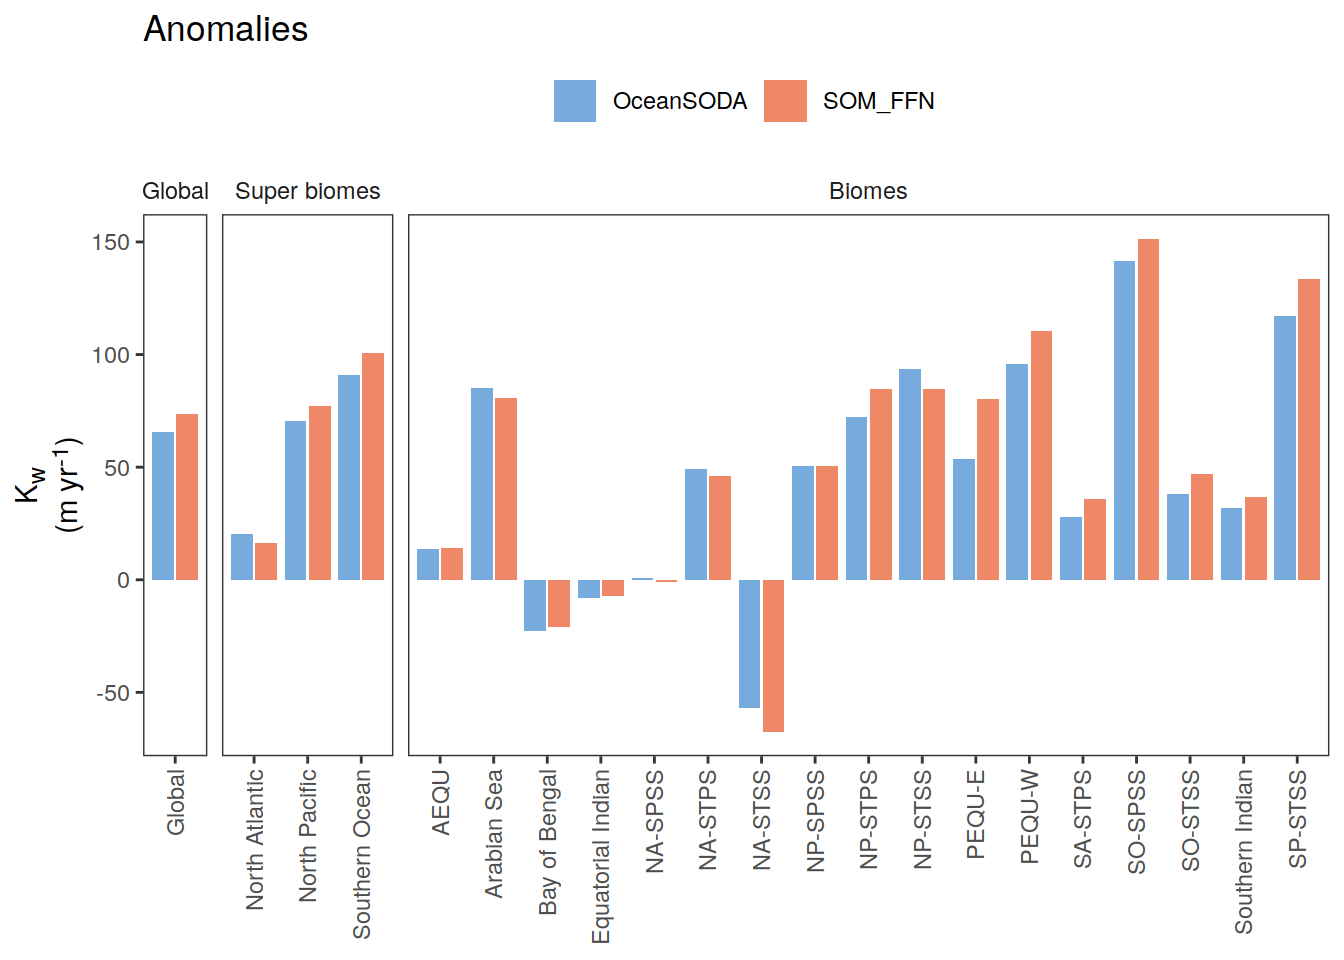 Anomalies
OceanSODA SOM_FFN
Global Super biomes Biomes
150
100
50
0
-50
Kw
(m yr-1)
Global North Atlantic North Pacific Southern Ocean AEQU Arabian Sea Bay of Bengal Equatorial Indian NA-SPSS NA-STPS NA-STSS NP-SPSS NP-STPS NP-STSS PEQU-E PEQU-W SA-STPS SO-SPSS SO-STSS Southern Indian SP-STSS